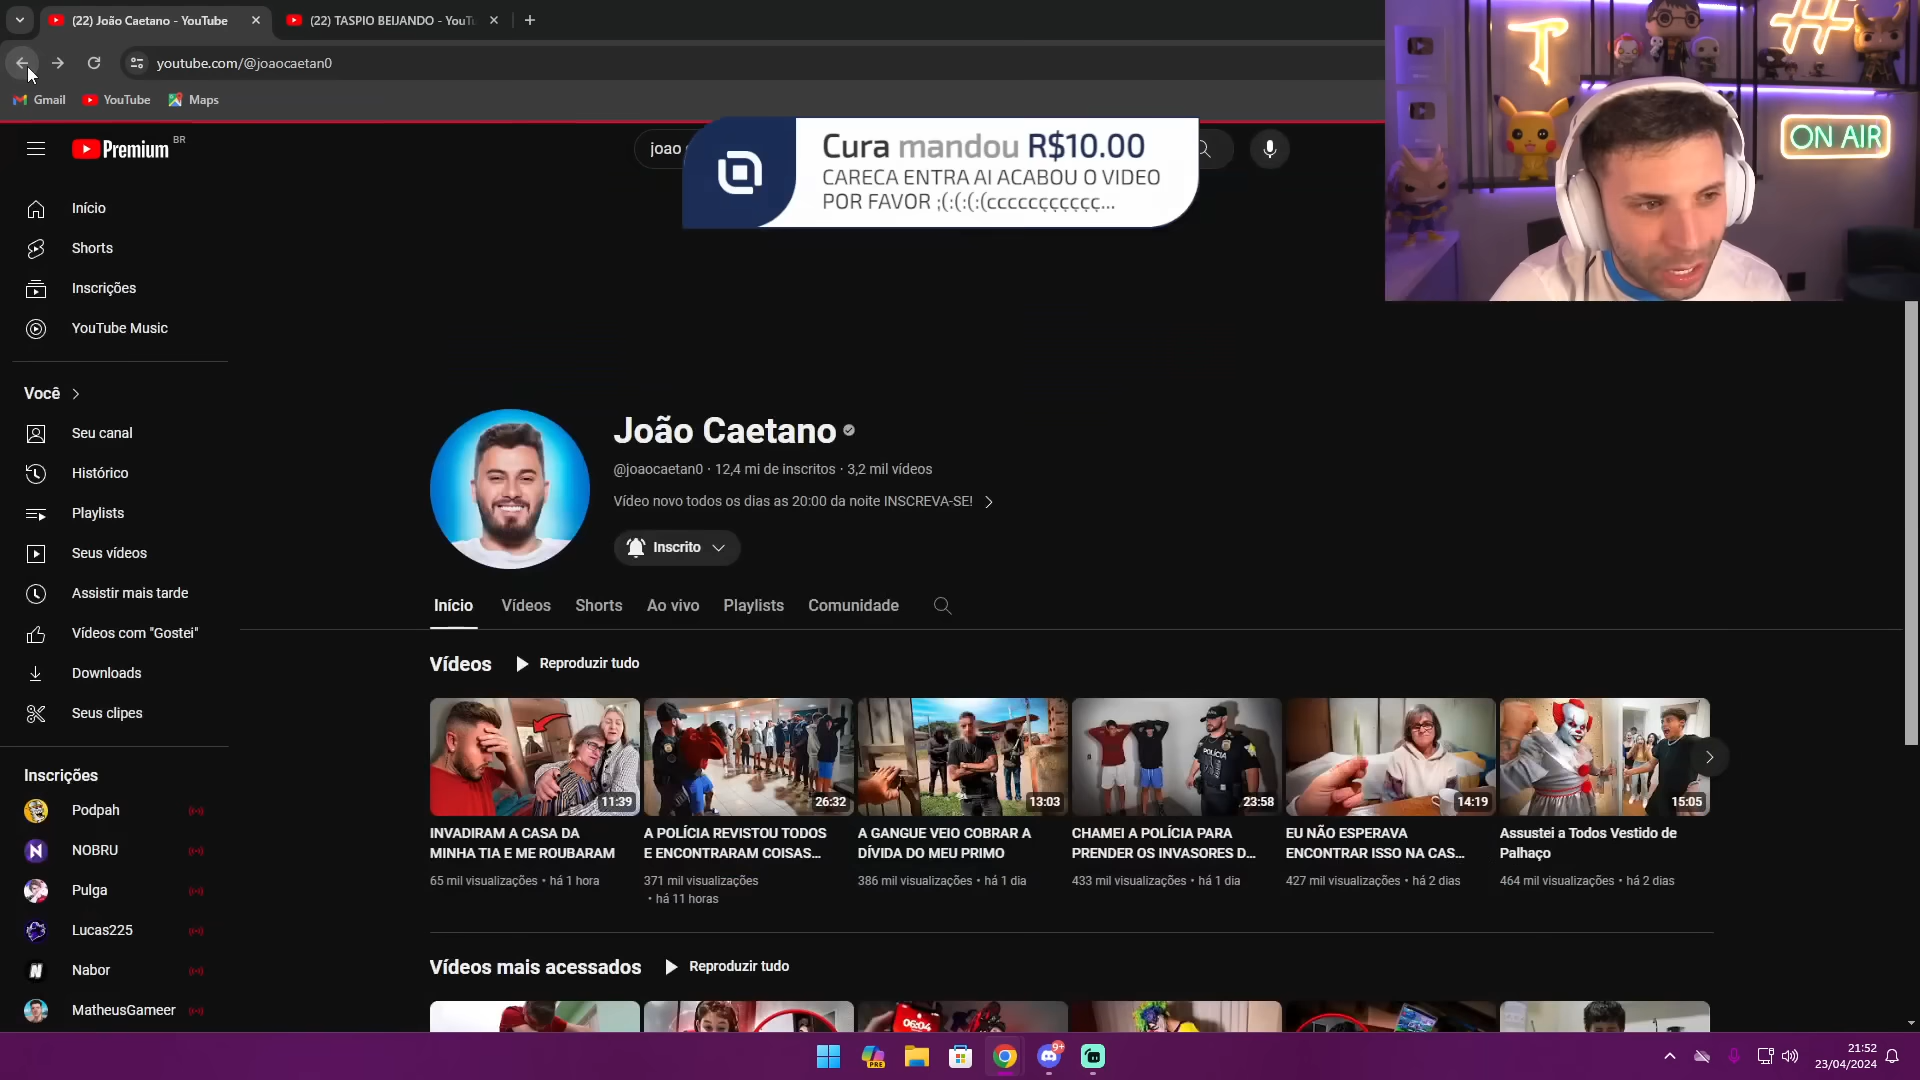 (22) João Caetano - YouTube
(22) TASPIO BEIJANDO - YouTu
youtube.com/@joaocaetan0
Gmail
YouTube
Maps
T
#
ON AIR
Premium
BR
joao
Cura mandou R$10.00
CARECA ENTRA AI ACABOU O VIDEO
POR FAVOR ;(:(:(:(cccccçççççç...
Início
Shorts
Inscrições
YouTube Music
Você
Seu canal
Histórico
Playlists
Seus vídeos
Assistir mais tarde
Vídeos com "Gostei"
Downloads
Seus clipes
Inscrições
Podpah
NOBRU
Pulga
Lucas225
Nabor
MatheusGameer
João Caetano
@joaocaetan0 · 12,4 mi de inscritos · 3,2 mil vídeos
Vídeo novo todos os dias as 20:00 da noite INSCREVA-SE!
Inscrito
Início
Vídeos
Shorts
Ao vivo
Playlists
Comunidade
Vídeos
Reproduzir tudo
11:39
26:32
13:03
POLÍCIA
23:58
14:19
15:05
INVADIRAM A CASA DA
MINHA TIA E ME ROUBARAM
65 mil visualizações • há 1 hora
A POLÍCIA REVISTOU TODOS
E ENCONTRARAM COISAS...
371 mil visualizações
• há 11 horas
A GANGUE VEIO COBRAR A
DÍVIDA DO MEU PRIMO
386 mil visualizações • há 1 dia
CHAMEI A POLÍCIA PARA
PRENDER OS INVASORES D...
433 mil visualizações • há 1 dia
EU NÃO ESPERAVA
ENCONTRAR ISSO NA CAS...
427 mil visualizações • há 2 dias
Assustei a Todos Vestido de
Palhaço
464 mil visualizações • há 2 dias
Vídeos mais acessados
Reproduzir tudo
06:04
PRE
9+
21:52
23/04/2024